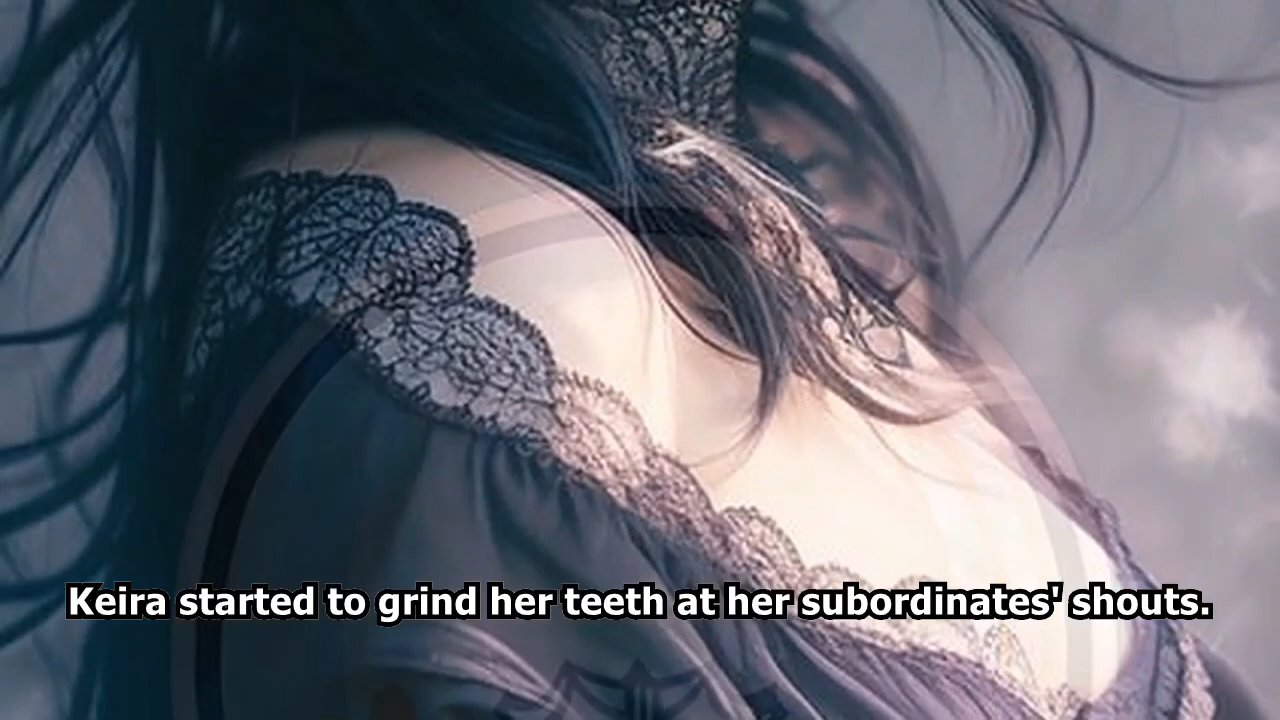 Keira started to grind her teeth at her subordinates' shouts.